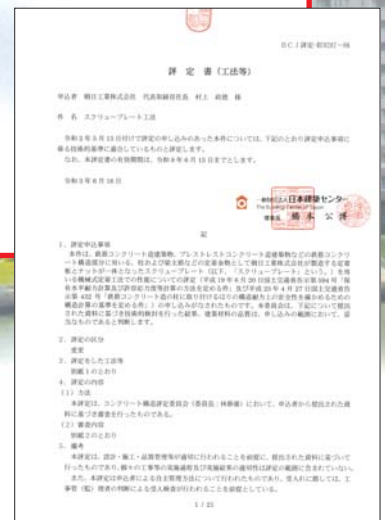 ＢＣＪ評定-RC0207-06
評　定　書（工法等）
申込者　朝日工業株式会社　代表取締役社長　村上　政徳　様
件　名　スクリュープレート工法
令和3年5月13日付けで評定の申し込みのあった本件については、下記のとおり評定申込事項に
係る技術的基準に適合しているものと評定します。
なお、本評定書の有効期間は、令和8年6月15日までとします。
令和3年6月16日
一般財団法人日本建築センター
The Building Center of Japan
理事長　橋本　公博
記
1. 評定申込事項
本件は、鉄筋コンクリート造建築物、プレストレストコンクリート造建築物などの鉄筋コンクリ
ート構造部分に用いる、柱および梁主筋などの定着金物として朝日工業株式会社が製造する定着
板とナットが一体となったスクリュープレート（以下、「スクリュープレート」という。）を用
いる機械式定着工法での性能についての評定（平成19年6月20日国土交通省告示第594号「保
有水平耐力計算及び許容応力度等計算の方法を定める件」及び平成23年4月27日国土交通省告
示第432号「鉄筋コンクリート造の柱に取り付けるはりの構造耐力上の安全性を確かめるための
構造計算の基準を定める件」）の申し込みがなされたものです。本委員会は、これについて提出
された資料に基づき技術的検討を行った結果、建築材料の品質は、申し込みの範囲において、妥
当なものであると判断します。
2. 評定の区分
変更
3. 評定をした工法等
別紙1のとおり
4. 評定の内容
（1）方法
本評定は、コンクリート構造評定委員会（委員長：林静雄）において、申込者から提出された資
料に基づき審査を行ったものである。
（2）審査内容
別紙2のとおり
5. 備考
本評定は、設計・施工・品質管理等が適切に行われることを前提に、提出された資料に基づいて
行ったものであり、個々の工事等の実施過程及び実施結果の適切性は評定の範囲に含まれていない。
また、本評定は申込者による自主管理方法について行われたものであり、受入れに際しては、工
事管（監）理者の判断による受入検査が行われることを前提としている。
1 / 23